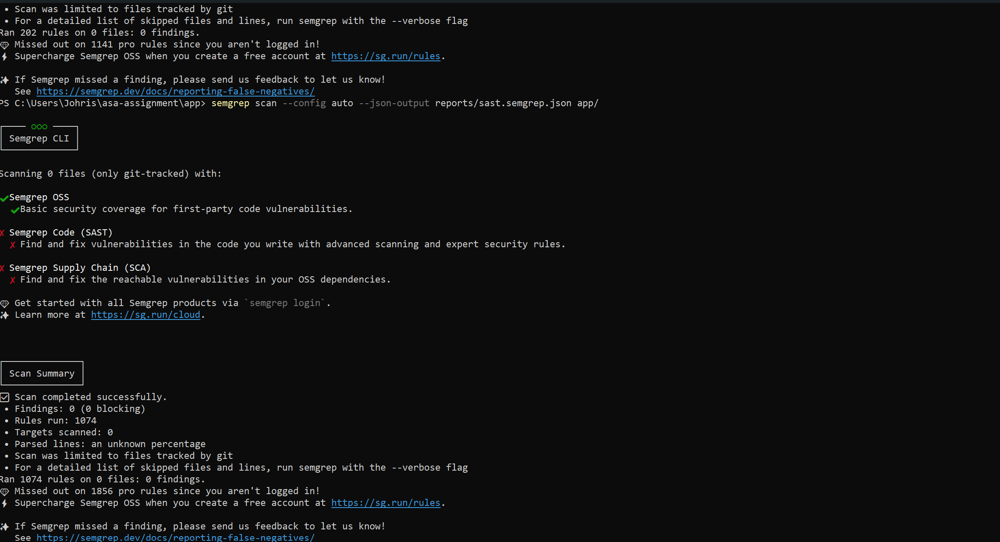 • Scan was limited to files tracked by git
• For a detailed list of skipped files and lines, run semgrep with the --verbose flag
Ran 202 rules on 0 files: 0 findings.
Missed out on 1141 pro rules since you aren't logged in!
Supercharge Semgrep OSS when you create a free account at https://sg.run/rules.
If Semgrep missed a finding, please send us feedback to let us know!
See https://semgrep.dev/docs/reporting-false-negatives/
PS C:\Users\Johris\asa-assignment\app> semgrep scan --config auto --json-output reports/sast.semgrep.json app/
○○○
Semgrep CLI
Scanning 0 files (only git-tracked) with:
✔Semgrep OSS
✔Basic security coverage for first-party code vulnerabilities.
✘ Semgrep Code (SAST)
✘ Find and fix vulnerabilities in the code you write with advanced scanning and expert security rules.
✘ Semgrep Supply Chain (SCA)
✘ Find and fix the reachable vulnerabilities in your OSS dependencies.
Get started with all Semgrep products via `semgrep login`.
Learn more at https://sg.run/cloud.
Scan Summary
Scan completed successfully.
• Findings: 0 (0 blocking)
• Rules run: 1074
• Targets scanned: 0
• Parsed lines: an unknown percentage
• Scan was limited to files tracked by git
• For a detailed list of skipped files and lines, run semgrep with the --verbose flag
Ran 1074 rules on 0 files: 0 findings.
Missed out on 1856 pro rules since you aren't logged in!
Supercharge Semgrep OSS when you create a free account at https://sg.run/rules.
If Semgrep missed a finding, please send us feedback to let us know!
See https://semgrep.dev/docs/reporting-false-negatives/